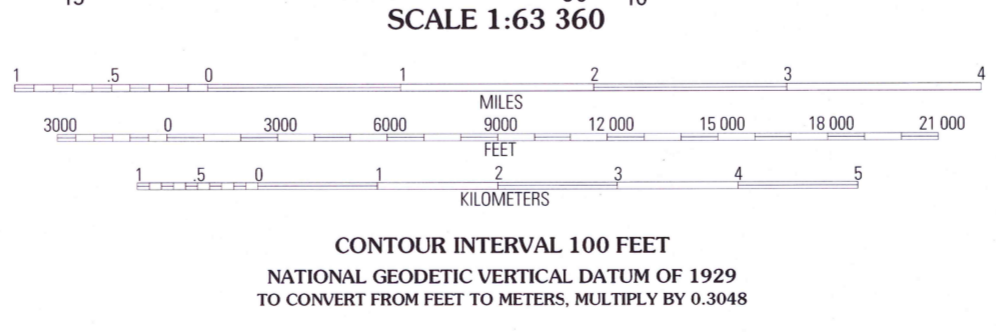 SCALE 1:63 360
1 .5 0 1 2 3 4
MILES
3000 0 3000 6000 9000 12 000 15 000 18 000 21 000
FEET
1 .5 0 1 2 3 4 5
KILOMETERS
CONTOUR INTERVAL 100 FEET
NATIONAL GEODETIC VERTICAL DATUM OF 1929
TO CONVERT FROM FEET TO METERS, MULTIPLY BY 0.3048